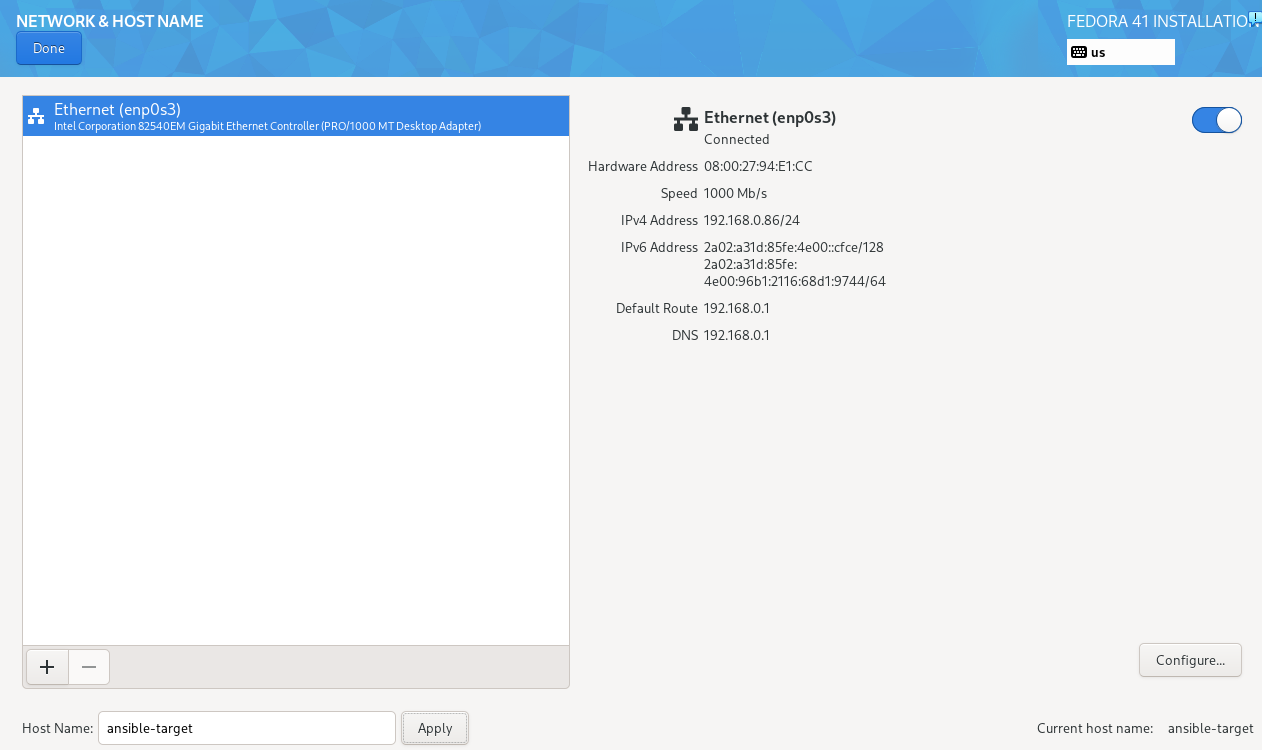 NETWORK & HOST NAME
FEDORA 41 INSTALLATION
Done
us
Ethernet (enp0s3)
Intel Corporation 82540EM Gigabit Ethernet Controller (PRO/1000 MT Desktop Adapter)
Ethernet (enp0s3)
Connected
Hardware Address 08:00:27:94:E1:CC
Speed 1000 Mb/s
IPv4 Address 192.168.0.86/24
IPv6 Address 2a02:a31d:85fe:4e00::cfce/128
2a02:a31d:85fe:
4e00:96b1:2116:68d1:9744/64
Default Route 192.168.0.1
DNS 192.168.0.1
Configure...
Host Name: ansible-target Apply
Current host name: ansible-target